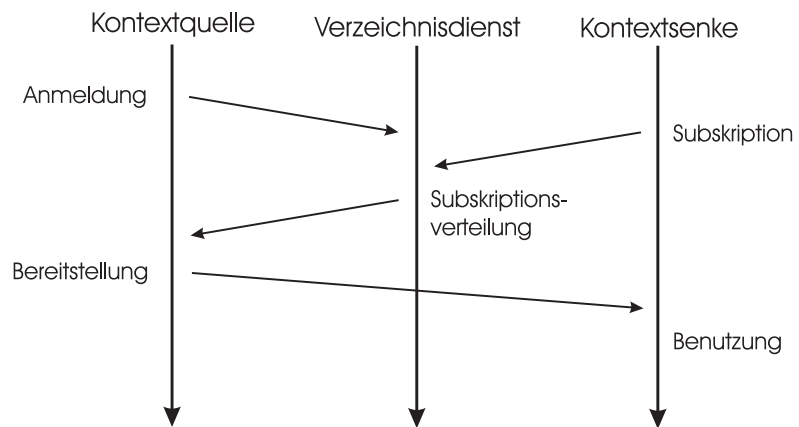 Kontextquelle
Verzeichnisdienst
Kontextsenke
Anmeldung
Subskription
Subskriptions-
verteilung
Bereitstellung
Benutzung